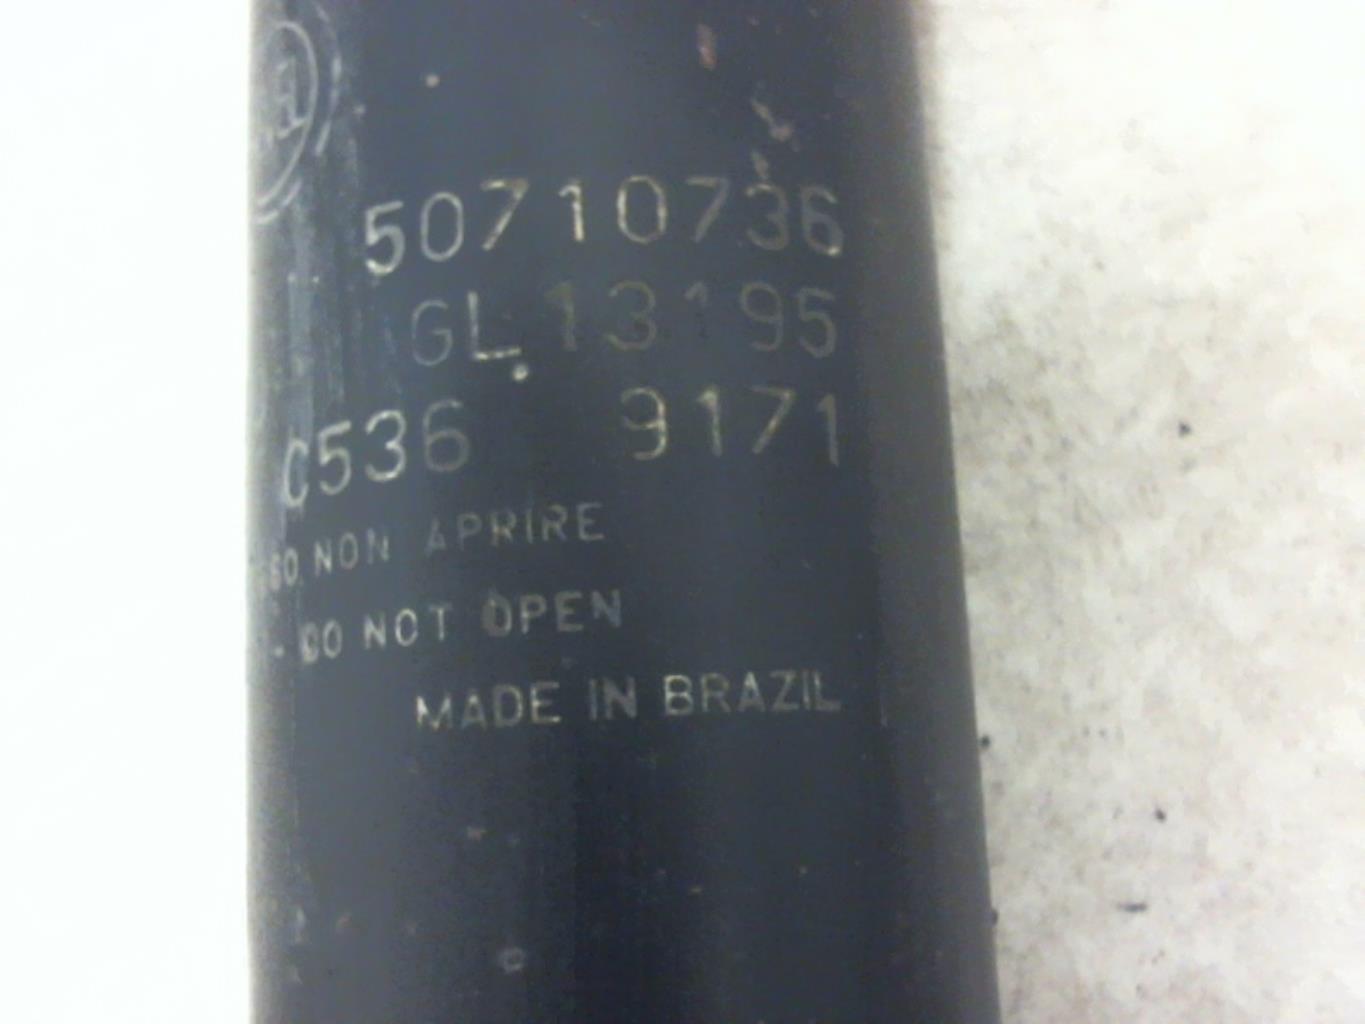 50710736
GL 13195
C536 9171
NON APRIRE
- DO NOT OPEN
MADE IN BRAZIL